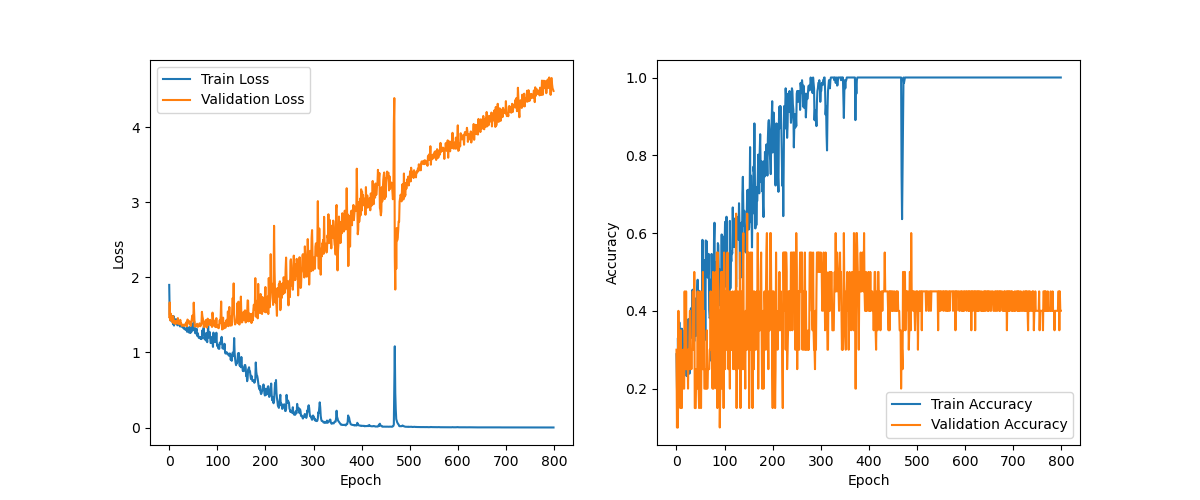 Train Loss
Validation Loss
Loss
4
3
2
1
0
0 100 200 300 400 500 600 700 800
Epoch
Accuracy
1.0
0.8
0.6
0.4
0.2
Train Accuracy
Validation Accuracy
0 100 200 300 400 500 600 700 800
Epoch